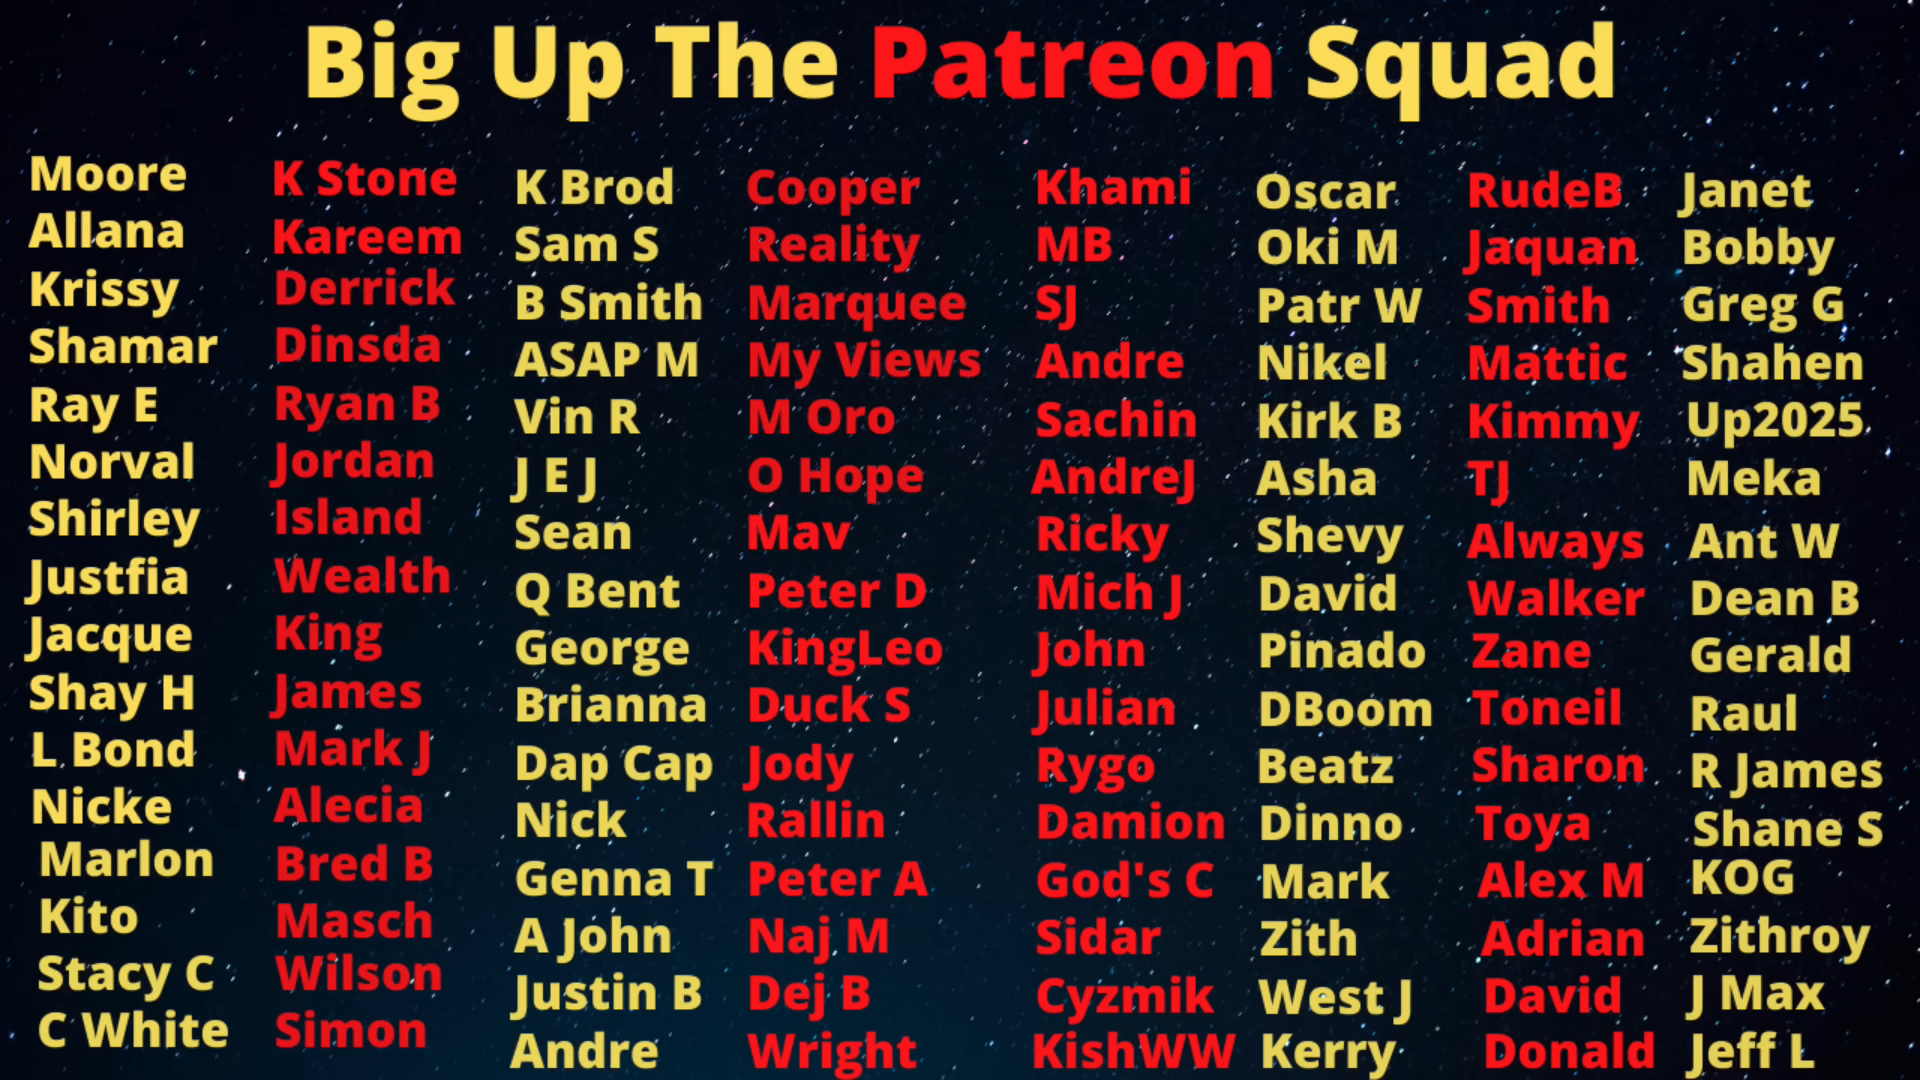 Big Up The Patreon Squad
Moore
Allana
Krissy
Shamar
Ray E
Norval
Shirley
Justfia
Jacque
Shay H
L Bond
Nicke
Marlon
Kito
Stacy C
C White
K Stone
Kareem
Derrick
Dinsda
Ryan B
Jordan
Island
Wealth
King
James
Mark J
Alecia
Bred B
Masch
Wilson
Simon
K Brod
Sam S
B Smith
ASAP M
Vin R
J E J
Sean
Q Bent
George
Brianna
Dap Cap
Nick
Genna T
A John
Justin B
Andre
Cooper
Reality
Marquee
My Views
M Oro
O Hope
Mav
Peter D
KingLeo
Duck S
Jody
Rallin
Peter A
Naj M
Dej B
Wright
Khami
MB
SJ
Andre
Sachin
AndreJ
Ricky
Mich J
John
Julian
Rygo
Damion
God's C
Sidar
Cyzmik
KishWW
Oscar
Oki M
Patr W
Nikel
Kirk B
Asha
Shevy
David
Pinado
DBoom
Beatz
Dinno
Mark
Zith
West J
Kerry
RudeB
Jaquan
Smith
Mattic
Kimmy
TJ
Always
Walker
Zane
Toneil
Sharon
Toya
Alex M
Adrian
David
Donald
Janet
Bobby
Greg G
Shahen
Up2025
Meka
Ant W
Dean B
Gerald
Raul
R James
Shane S
KOG
Zithroy
J Max
Jeff L